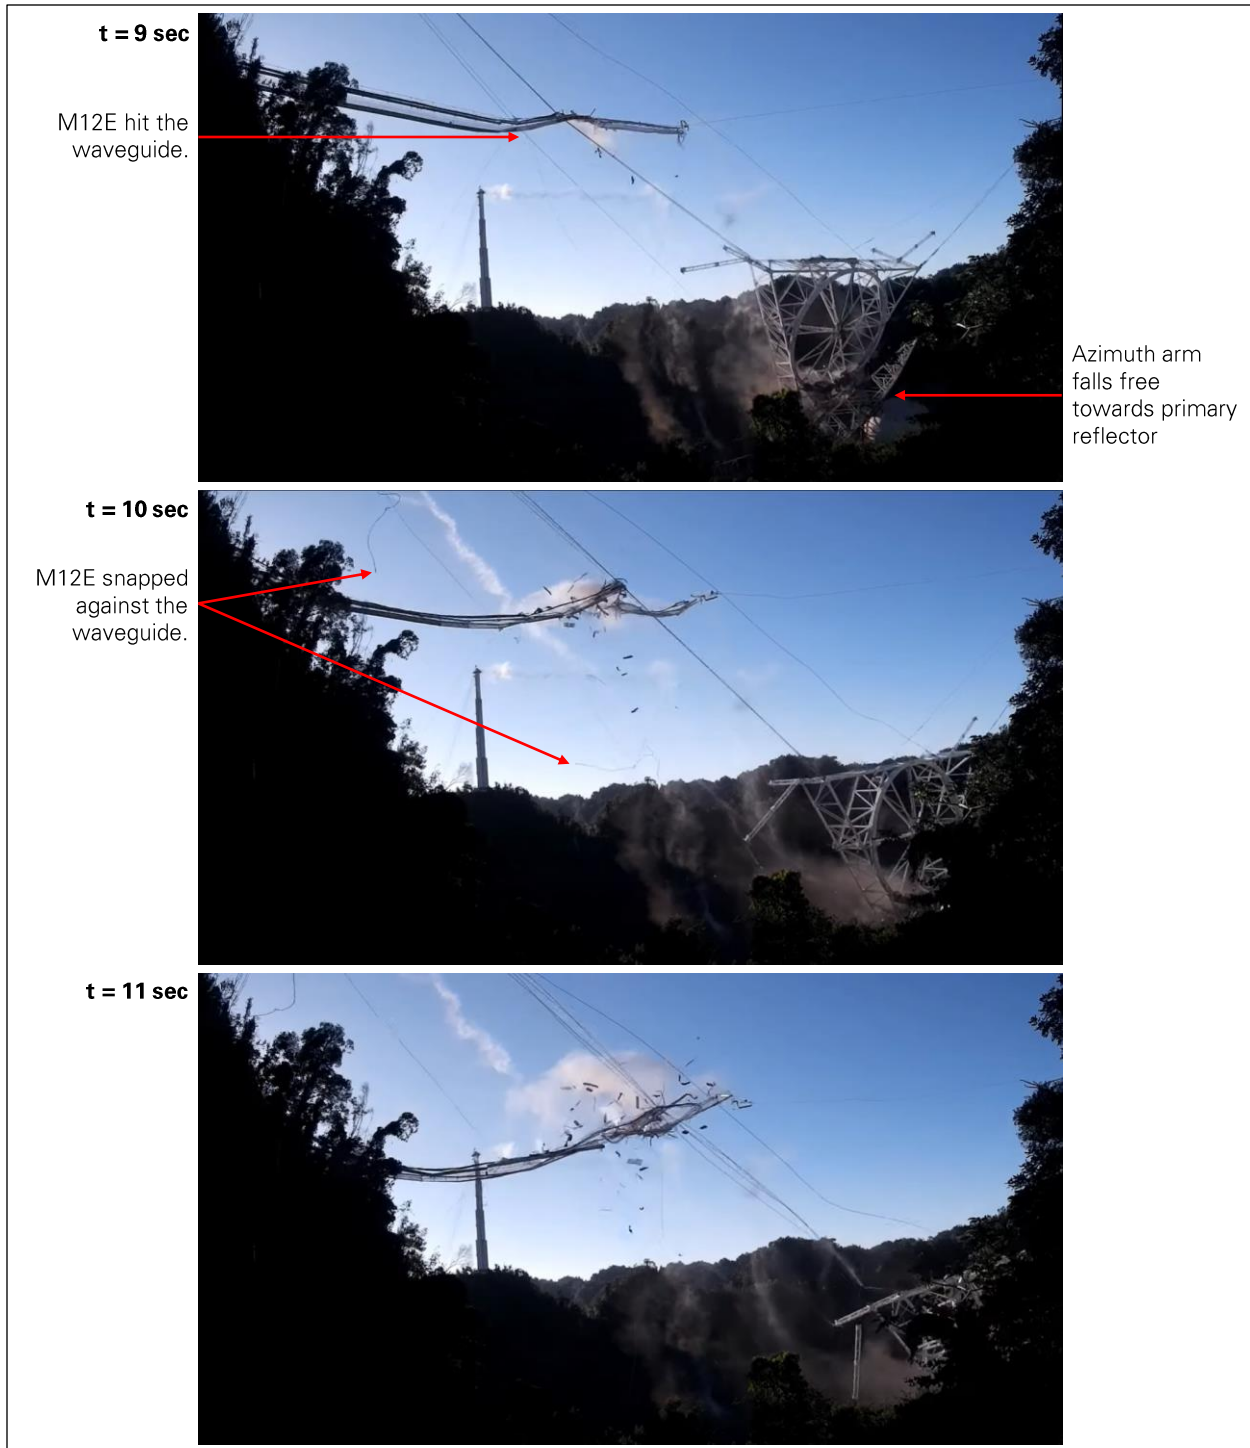 t = 9 sec
M12E hit the
waveguide.
Azimuth arm
falls free
towards primary
reflector
t = 10 sec
M12E snapped
against the
waveguide.
t = 11 sec